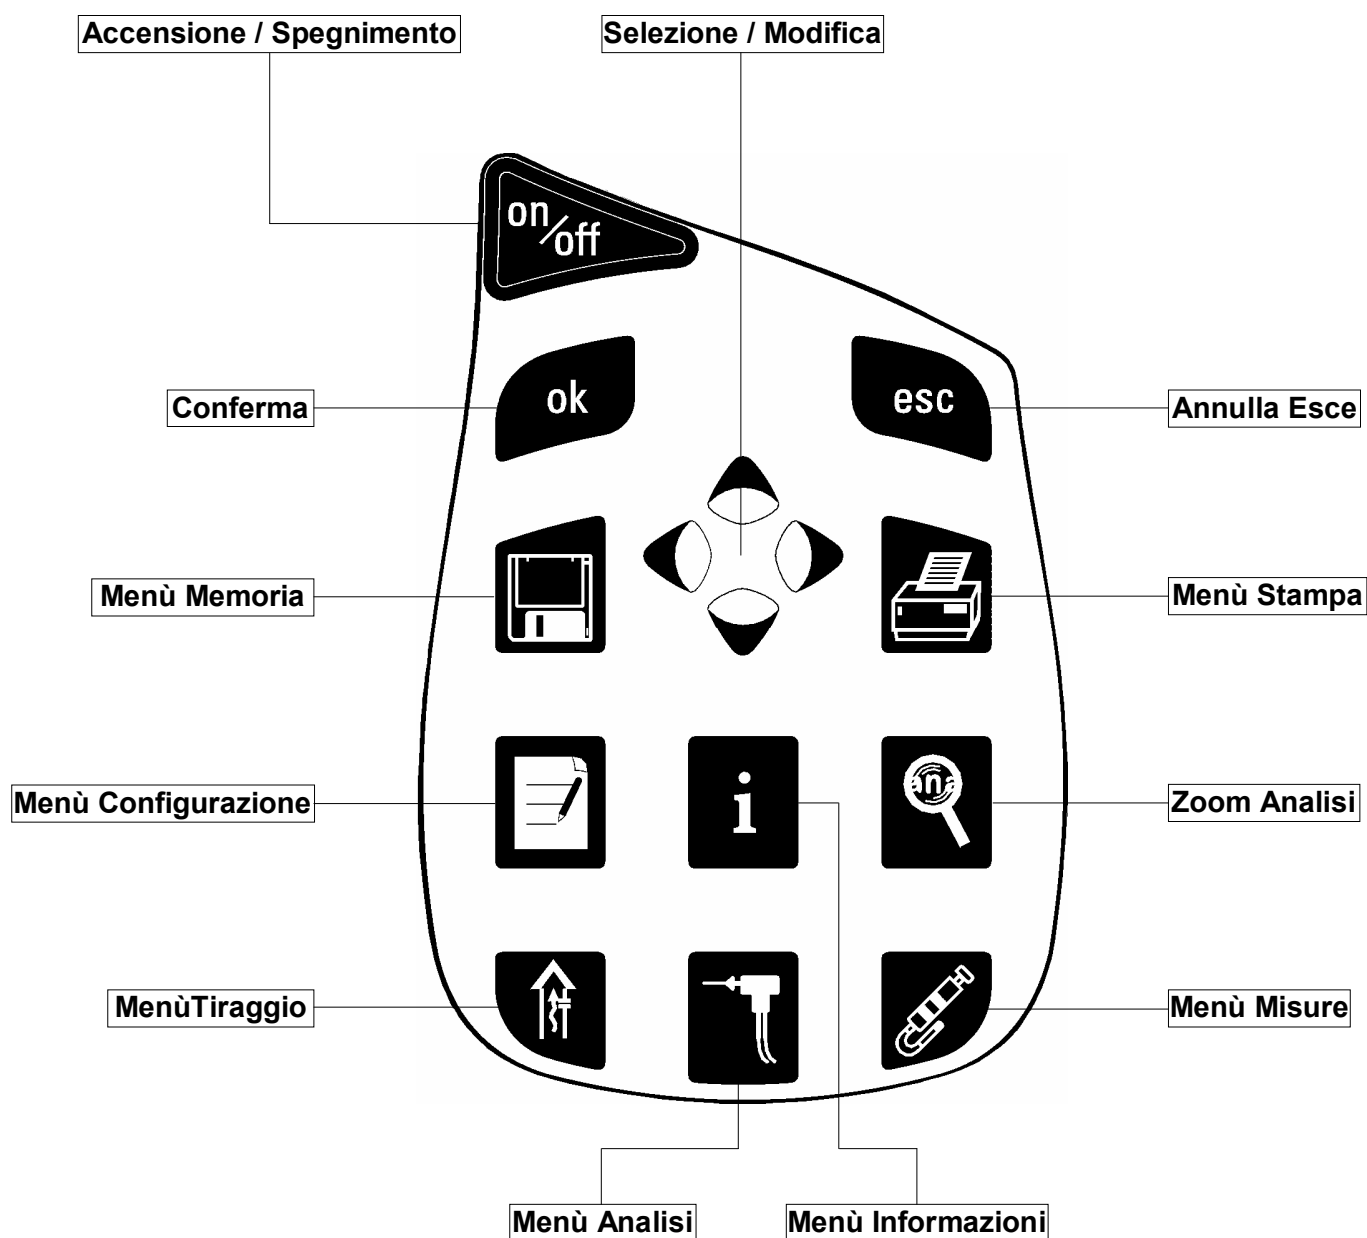 Accensione / Spegnimento
Selezione / Modifica
on/off
Conferma
ok
esc
Annulla Esce
Menù Memoria
Menù Stampa
Menù Configurazione
i
ana
Zoom Analisi
MenùTiraggio
Menù Misure
Menù Analisi
Menù Informazioni